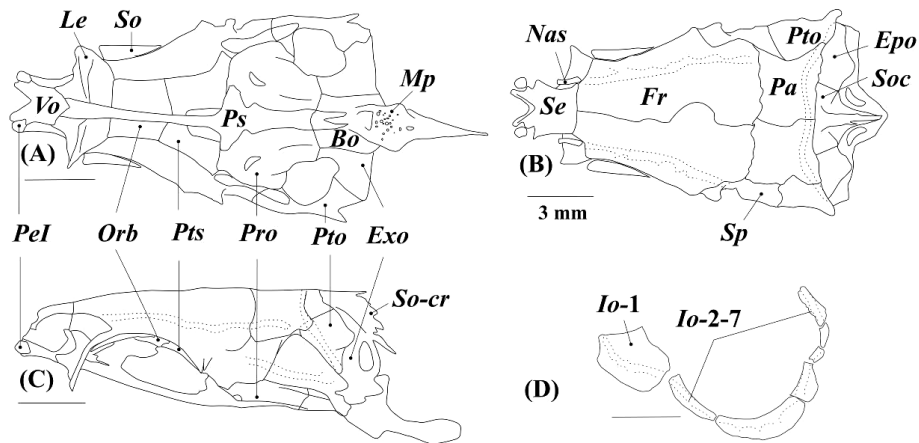 Le
So
Vo
Ps
Mp
Bo
(A)
Nas
Se
Fr
Pto
Pa
Epo
Soc
Sp
(B)
3 mm
PeI
Orb
Pts
Pro
Pto
Exo
So-cr
(C)
Io-1
Io-2-7
(D)